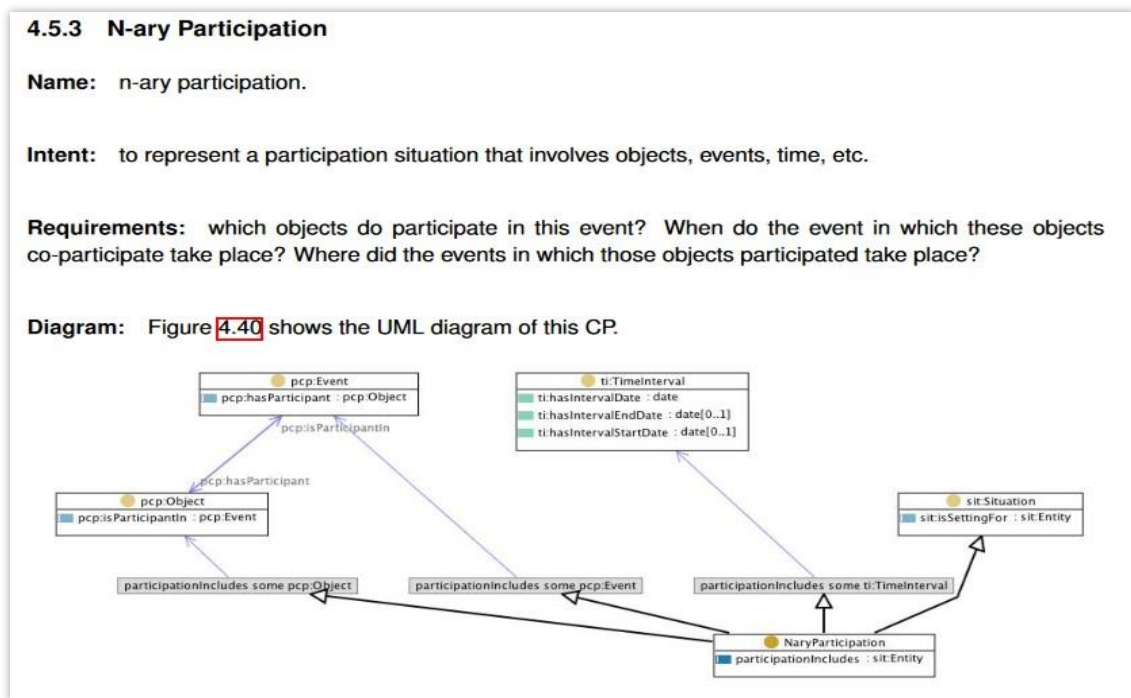 4.5.3 N-ary Participation
Name: n-ary participation.
Intent: to represent a participation situation that involves objects, events, time, etc.
Requirements: which objects do participate in this event? When do the event in which these objects
co-participate take place? Where did the events in which those objects participated take place?
Diagram: Figure 4.40 shows the UML diagram of this CP.
pcp:Event
pcp:hasParticipant : pcp:Object
ti:TimeInterval
ti:hasIntervalDate : date
ti:hasIntervalEndDate : date[0..1]
ti:hasIntervalStartDate : date[0..1]
pcp:isParticipantIn
pcp:hasParticipant
pcp:Object
pcp:isParticipantIn : pcp:Event
sit:Situation
sit:isSettingFor : sit:Entity
participationIncludes some pcp:Object
participationIncludes some pcp:Event
participationIncludes some ti:TimeInterval
NaryParticipation
participationIncludes : sit:Entity